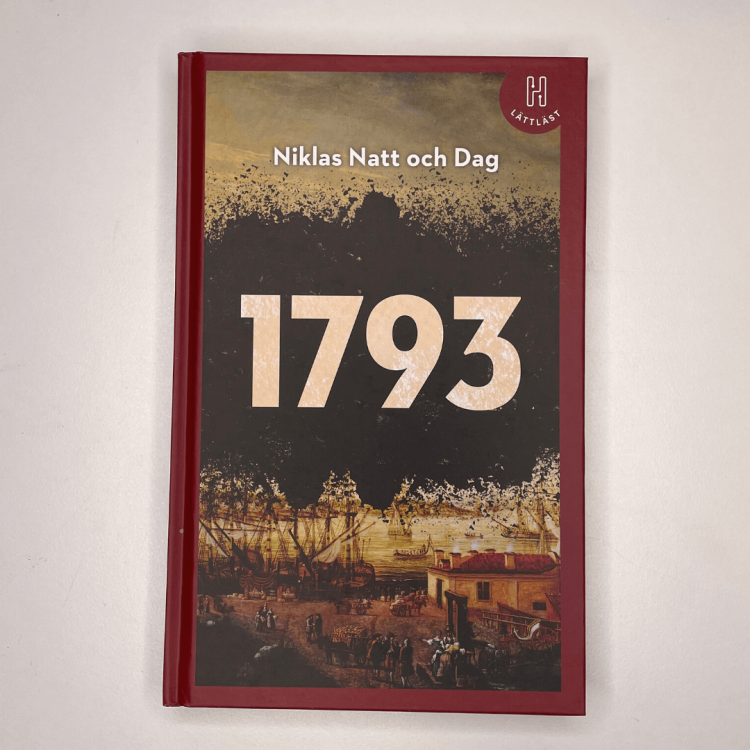 H
LÄTTLÄST
Niklas Natt och Dag
1793